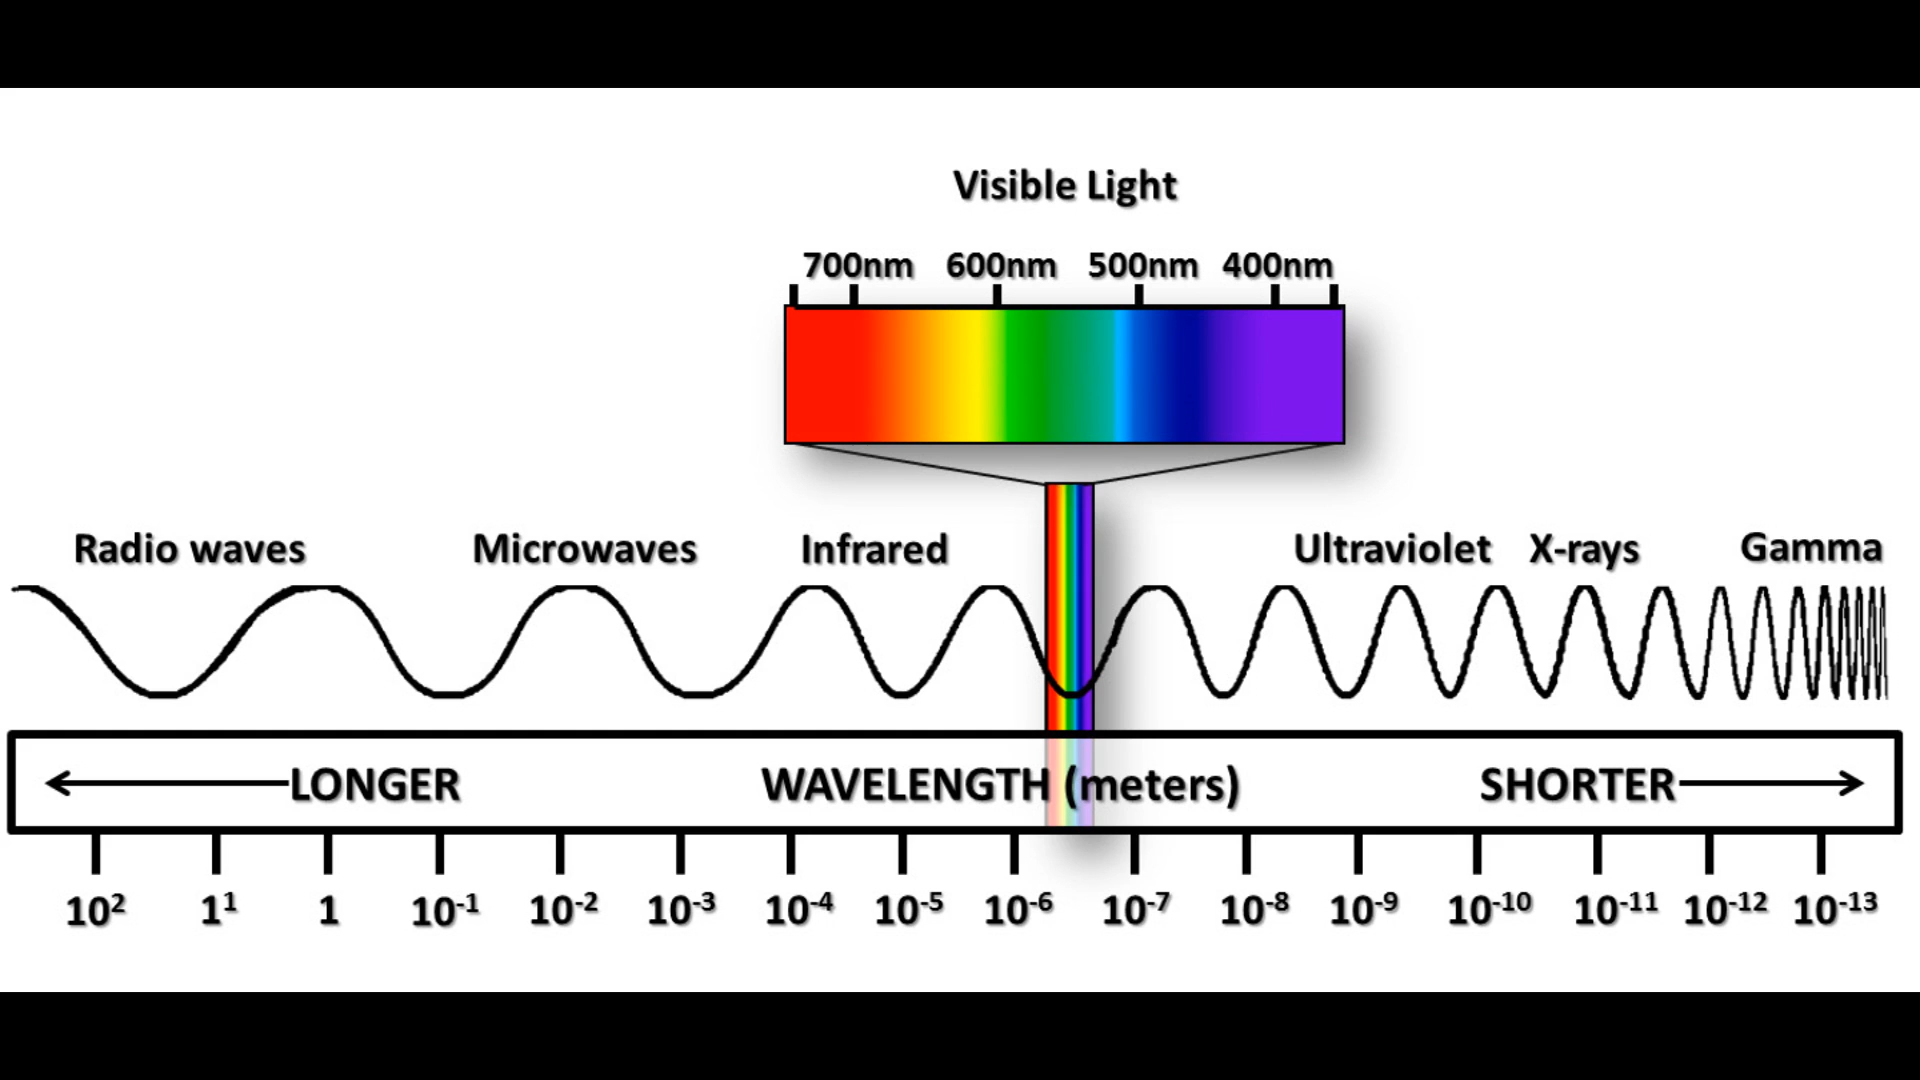 Visible Light
700nm 600nm 500nm 400nm
Radio waves Microwaves Infrared Ultraviolet X-rays Gamma
LONGER WAVELENGTH (meters) SHORTER
10² 1¹ 1 10⁻¹ 10⁻² 10⁻³ 10⁻⁴ 10⁻⁵ 10⁻⁶ 10⁻⁷ 10⁻⁸ 10⁻⁹ 10⁻¹⁰ 10⁻¹¹ 10⁻¹² 10⁻¹³